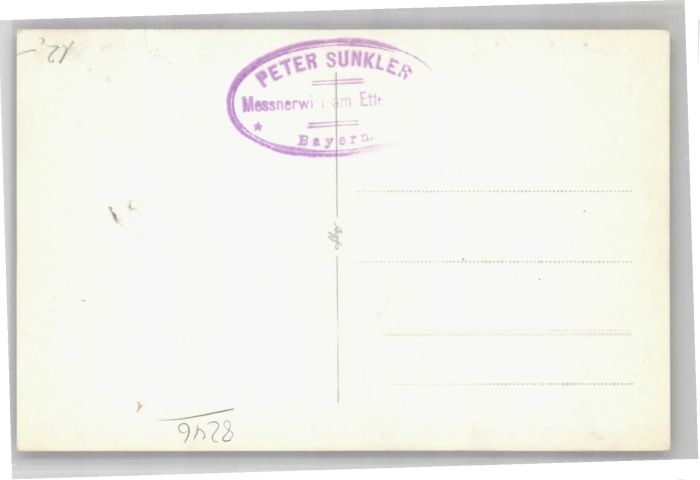 12,-
PETER SUNKLER
Messnerwi am Ett
Bayern.
8246